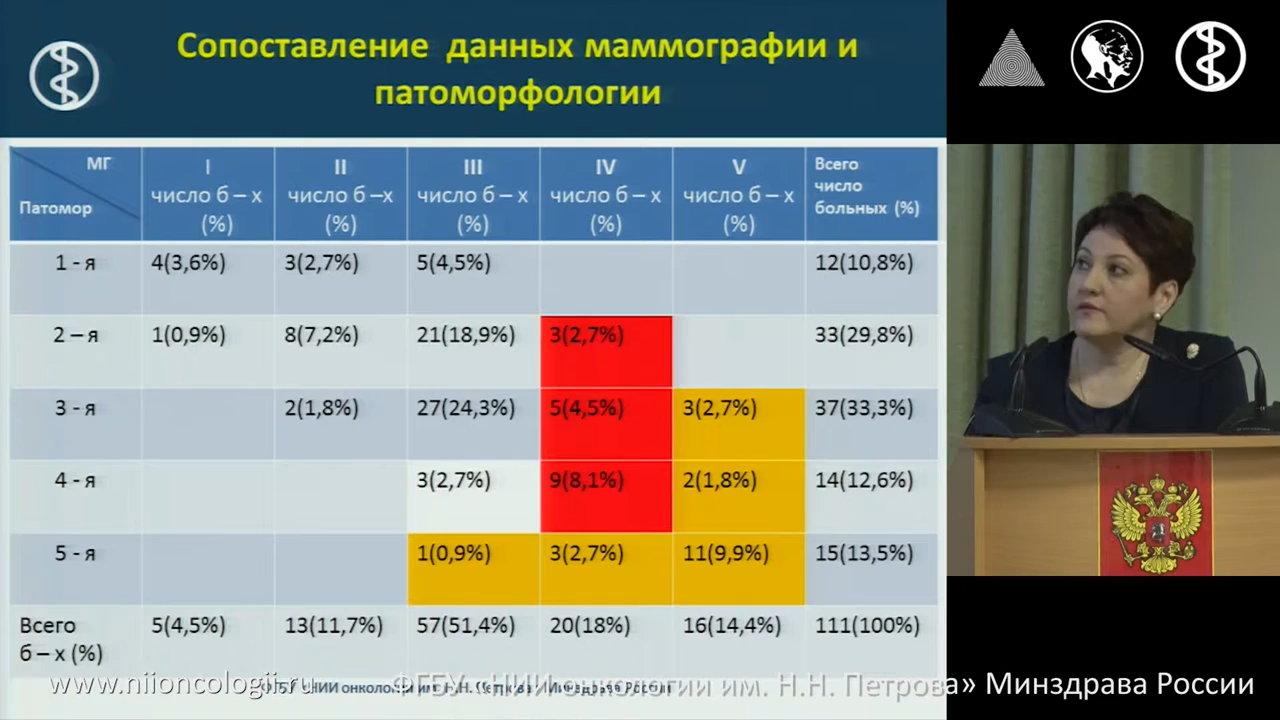 Сопоставление данных маммографии и
патоморфологии
МГ
Патомор
I
число б – х
(%)
II
число б –х
(%)
III
число б – х
(%)
IV
число б – х
(%)
V
число б – х
(%)
Всего
число
больных (%)
1 - я 4(3,6%) 3(2,7%) 5(4,5%) 12(10,8%)
2 – я 1(0,9%) 8(7,2%) 21(18,9%) 3(2,7%) 33(29,8%)
3 - я 2(1,8%) 27(24,3%) 5(4,5%) 3(2,7%) 37(33,3%)
4 - я 3(2,7%) 9(8,1%) 2(1,8%) 14(12,6%)
5 - я 1(0,9%) 3(2,7%) 11(9,9%) 15(13,5%)
Всего
б – х (%)
5(4,5%) 13(11,7%) 57(51,4%) 20(18%) 16(14,4%) 111(100%)
www.niioncologii.ru ФГБУ «НИИ онкологии им. Н.Н. Петрова» Минздрава России